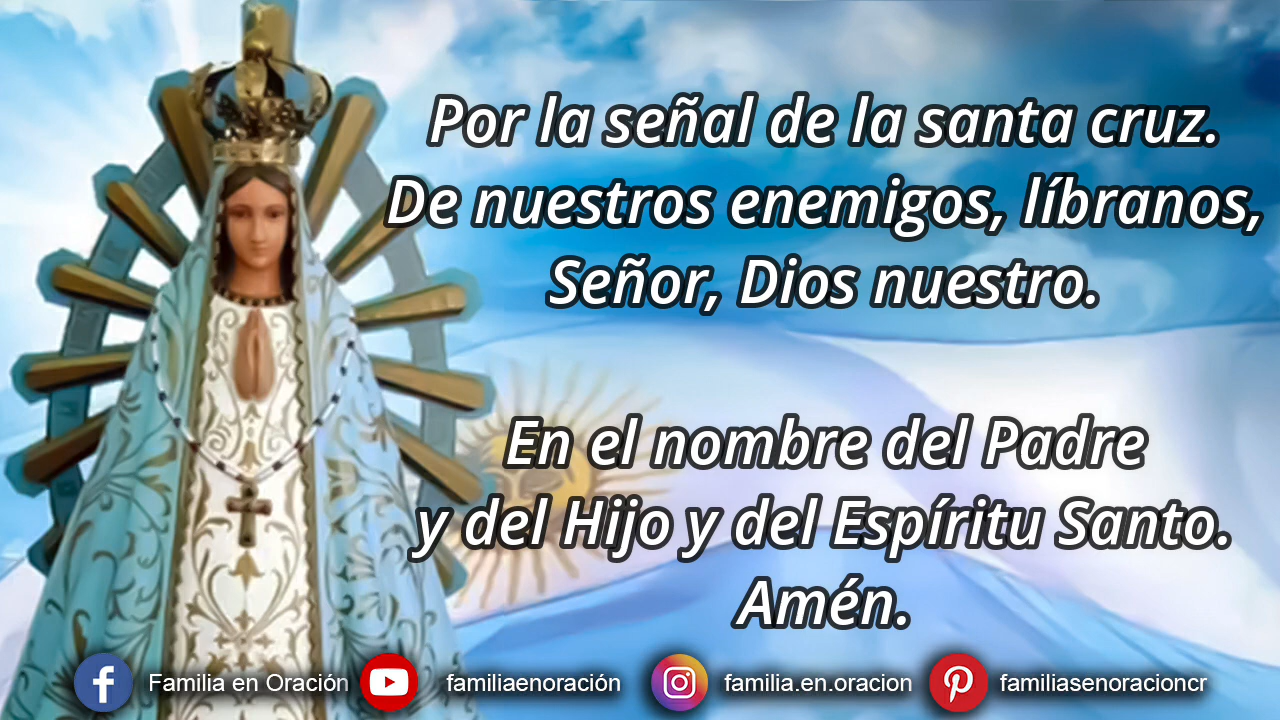 Por la señal de la santa cruz.
De nuestros enemigos, líbranos,
Señor, Dios nuestro.
En el nombre del Padre
y del Hijo y del Espíritu Santo.
Amén.
Familia en Oración familiaenoración familia.en.oracion familiasenoracioncr